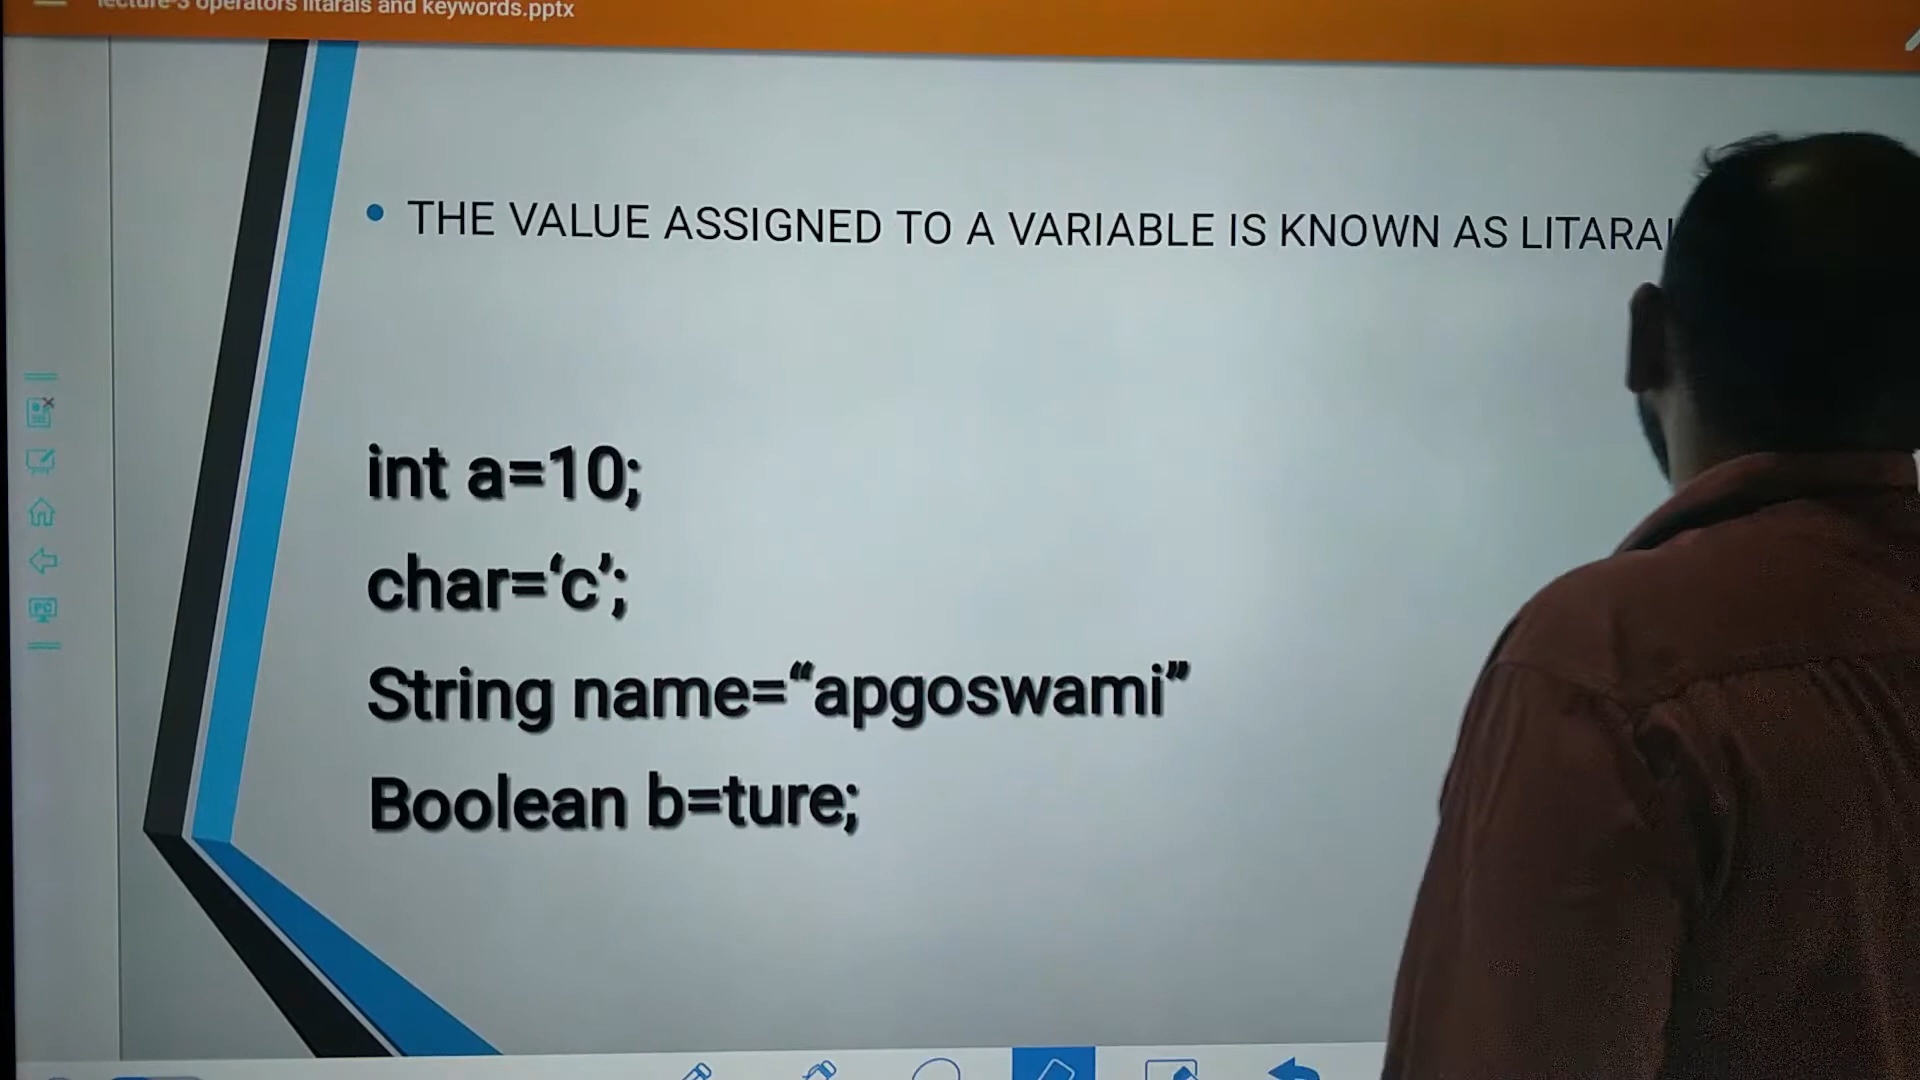 lecture-3 operators litarals and keywords.pptx
• THE VALUE ASSIGNED TO A VARIABLE IS KNOWN AS
int a=10;
char=‘c’;
String name=“apgoswami”
Boolean b=ture;
PC